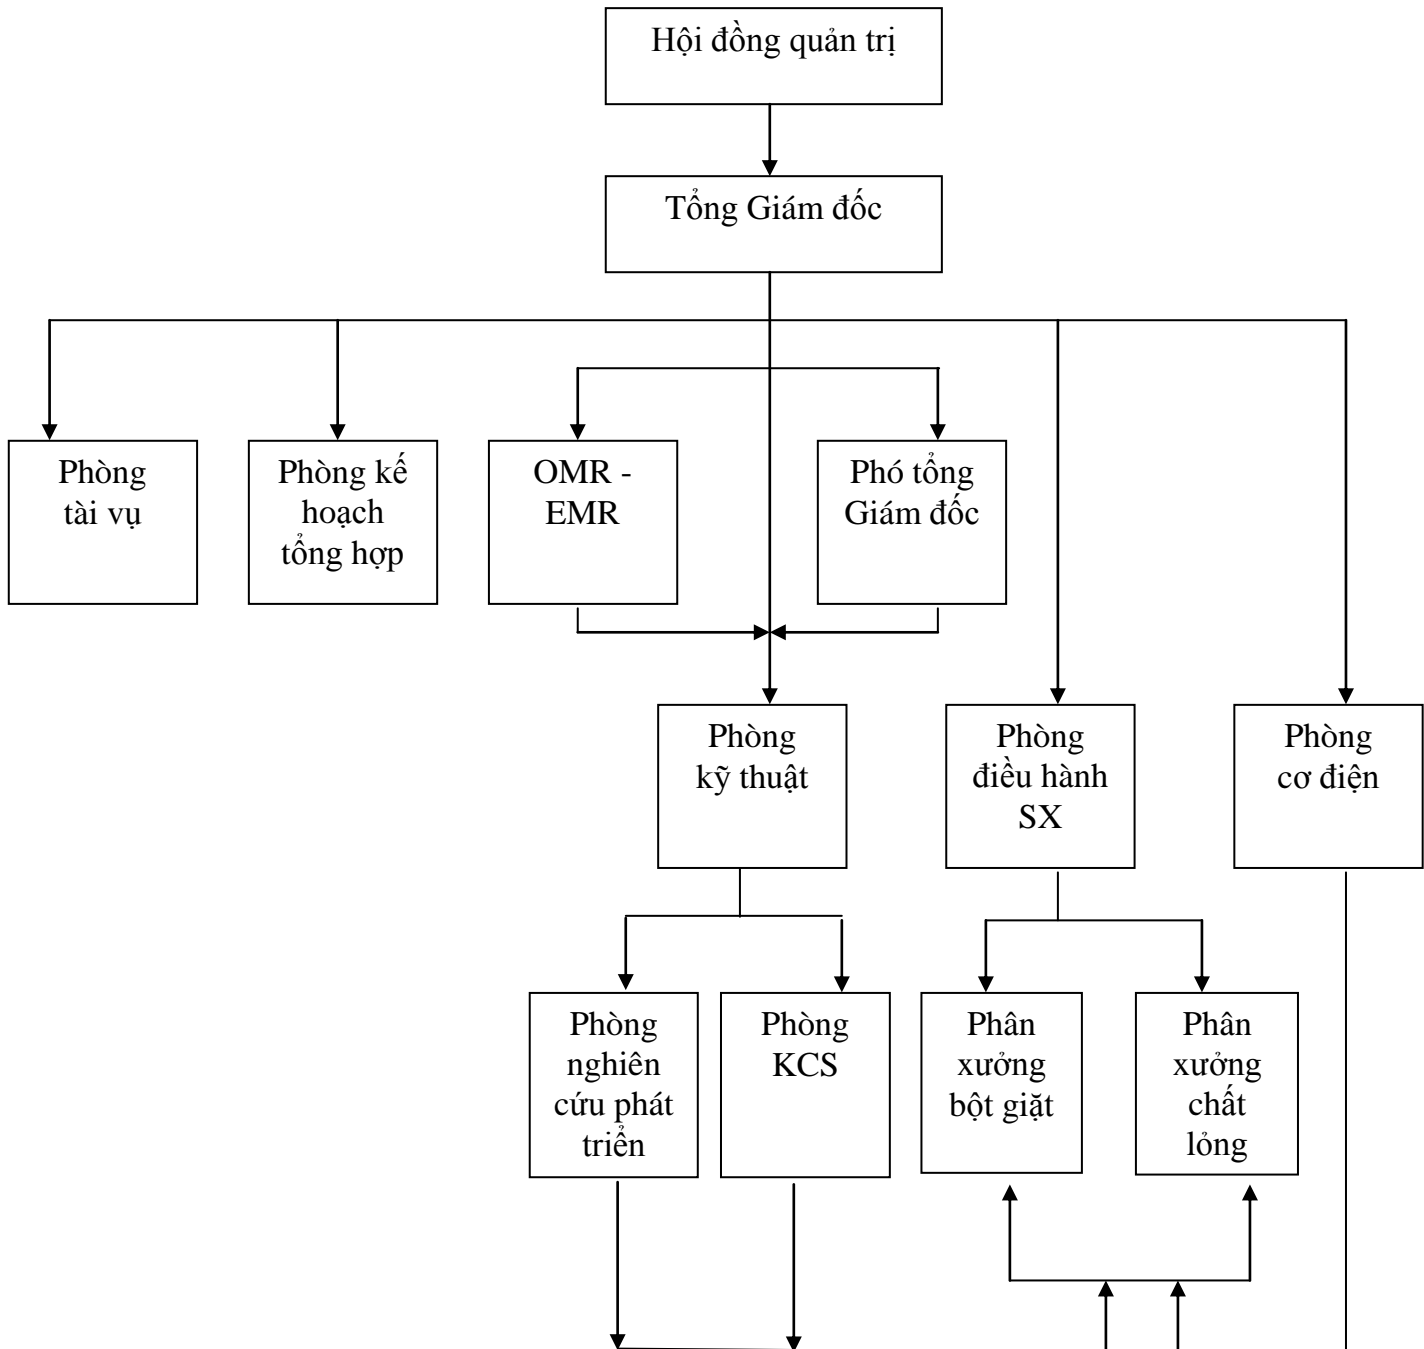 Hội đồng quản trị
Tổng Giám đốc
Phòng
tài vụ
Phòng kế
hoạch
tổng hợp
OMR -
EMR
Phó tổng
Giám đốc
Phòng
kỹ thuật
Phòng
điều hành
SX
Phòng
cơ điện
Phòng
nghiên
cứu phát
triển
Phòng
KCS
Phân
xưởng
bột giặt
Phân
xưởng
chất
lỏng